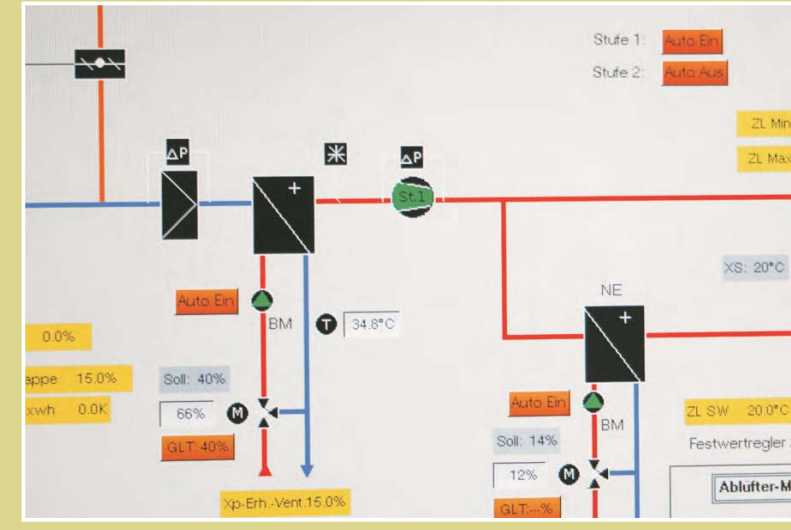 Stufe 1: Auto Ein
Stufe 2: Auto Aus
ZL Min
ZL Max
ΔP
ΔP
St.1
+
XS: 20°C
NE
+
Auto Ein
BM
T 34.8°C
0.0%
appe 15.0%
Soll: 40%
xwh 0.0K
66% M
GLT: 40%
Xp-Erh.-Vent.15.0%
Auto Ein
BM
ZL SW 20.0°C
Soll: 14%
Festwertregler
12% M
Ablufter-M
GLT:---%